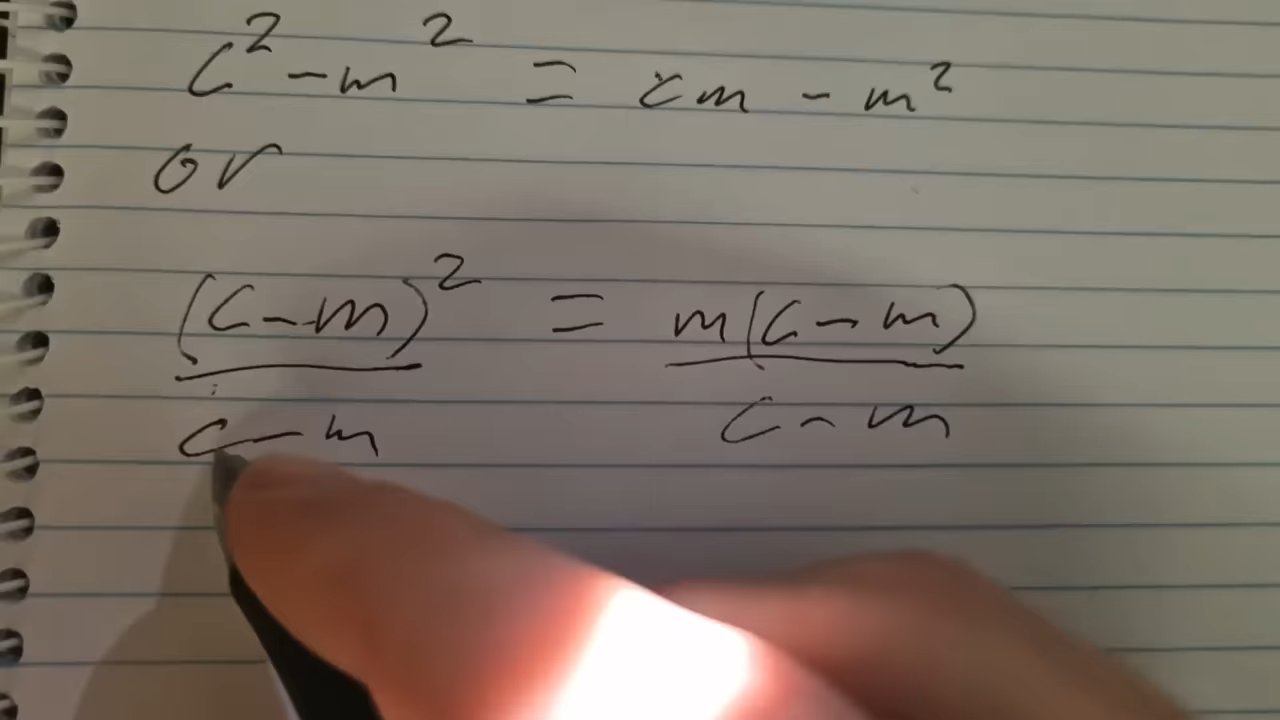 c² - m² = cm - m²
or
(c-m)² = m(c-m)
c-m c-m